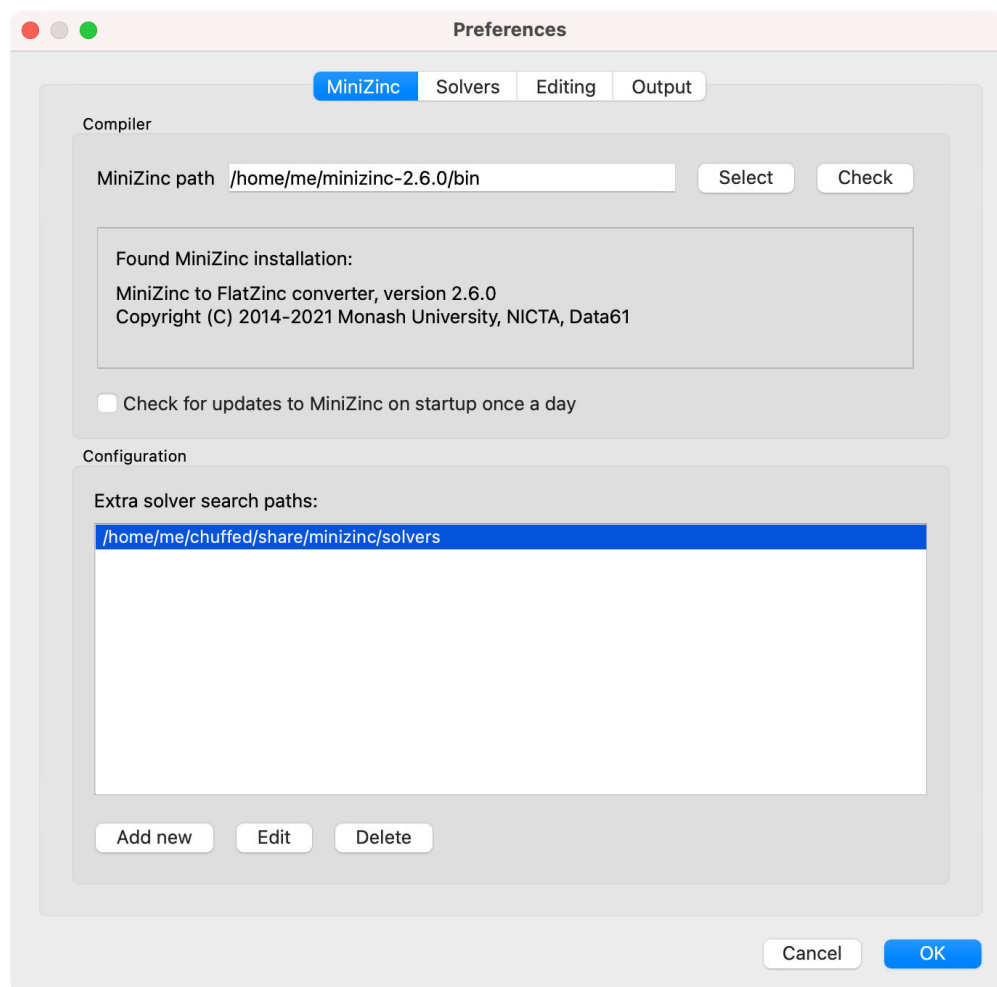 Preferences
MiniZinc Solvers Editing Output
Compiler
MiniZinc path /home/me/minizinc-2.6.0/bin Select Check
Found MiniZinc installation:
MiniZinc to FlatZinc converter, version 2.6.0
Copyright (C) 2014-2021 Monash University, NICTA, Data61
Check for updates to MiniZinc on startup once a day
Configuration
Extra solver search paths:
/home/me/chuffed/share/minizinc/solvers
Add new Edit Delete
Cancel OK